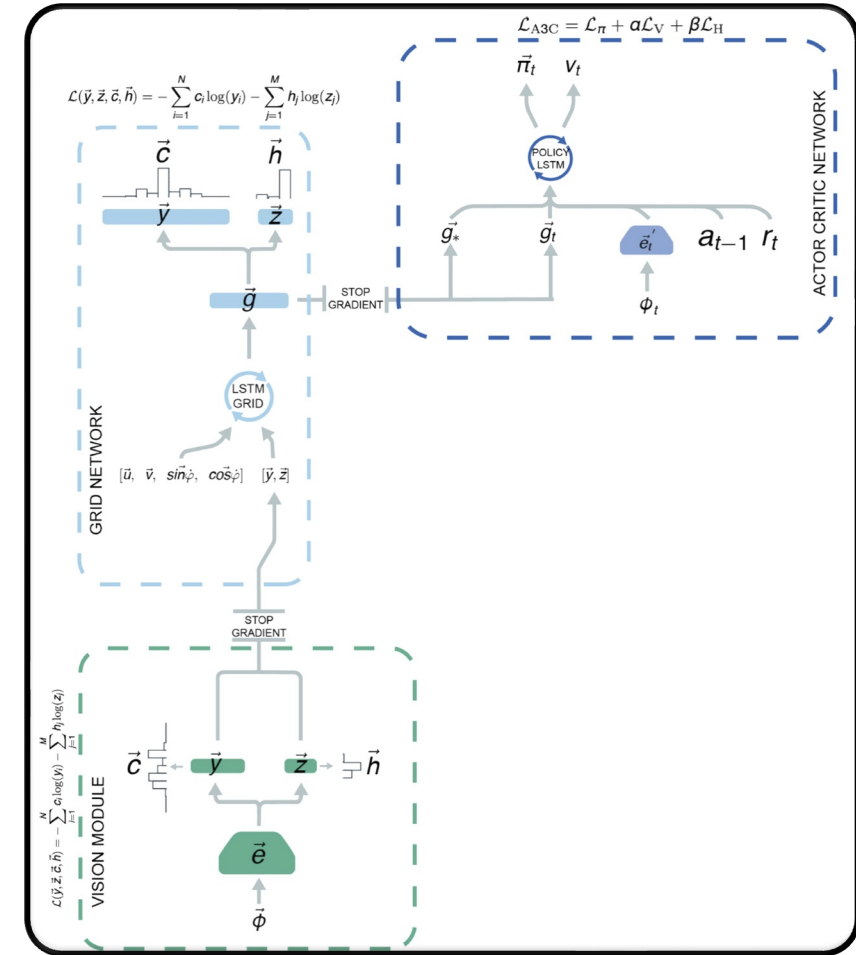 ℒ_A3C = ℒ_π + αℒ_V + βℒ_H
π⃗_t v_t
POLICY
LSTM
g⃗_* g⃗_t e⃗_t′ a_{t−1} r_t
ϕ_t
ACTOR CRITIC NETWORK
ℒ(y⃗, z⃗, c⃗, h⃗) = −∑_{i=1}^{N} c_i log(y_i) − ∑_{j=1}^{M} h_j log(z_j)
c⃗ h⃗
y⃗ z⃗
g⃗
STOP
GRADIENT
LSTM
GRID
[u⃗, v⃗, sinφ̇, cosφ̇] [y⃗, z⃗]
GRID NETWORK
STOP
GRADIENT
c⃗ y⃗ z⃗ h⃗
e⃗
ϕ⃗
VISION MODULE
ℒ(y⃗, z⃗, c⃗, h⃗) = −∑_{i=1}^{N} c_i log(y_i) − ∑_{j=1}^{M} h_j log(z_j)